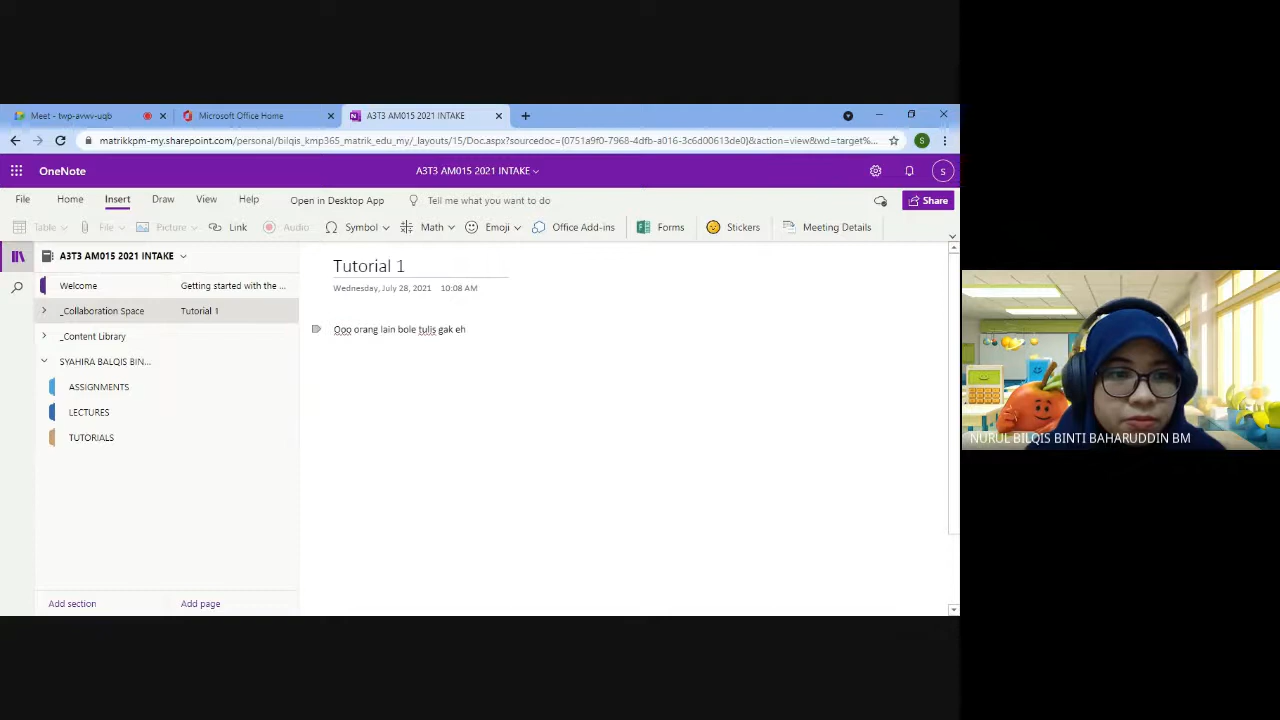 Meet - twp-avwv-uqb
Microsoft Office Home
A3T3 AM015 2021 INTAKE
matrikkpm-my.sharepoint.com/personal/bilqis_kmp365_matrik_edu_my/_layouts/15/Doc.aspx?sourcedoc={0751a9f0-7968-4dfb-a016-3c6d00613de0}&action=view&wd=target%...
S
OneNote
A3T3 AM015 2021 INTAKE
S
File Home Insert Draw View Help Open in Desktop App Tell me what you want to do Share
Table File Picture Link Audio Symbol Math Emoji Office Add-ins Forms Stickers Meeting Details
A3T3 AM015 2021 INTAKE
Welcome
_Collaboration Space
_Content Library
SYAHIRA BALQIS BIN...
ASSIGNMENTS
LECTURES
TUTORIALS
Add section
Getting started with the ...
Tutorial 1
Add page
Tutorial 1
Wednesday, July 28, 2021 10:08 AM
Ooo orang lain bole tulis gak eh
NURUL BILQIS BINTI BAHARUDDIN BM